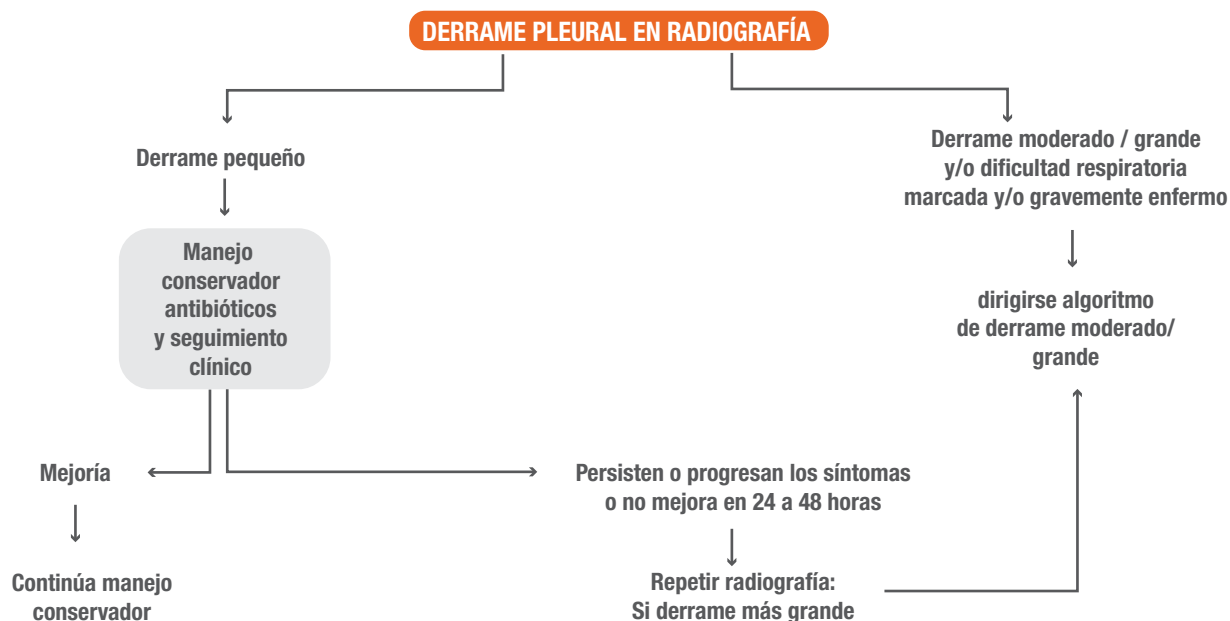 DERRAME PLEURAL EN RADIOGRAFÍA
Derrame pequeño
Manejo
conservador
antibióticos
y seguimiento
clínico
Mejoría
Continúa manejo
conservador
Persisten o progresan los síntomas
o no mejora en 24 a 48 horas
Repetir radiografía:
Si derrame más grande
Derrame moderado / grande
y/o dificultad respiratoria
marcada y/o gravemente enfermo
dirigirse algoritmo
de derrame moderado/
grande